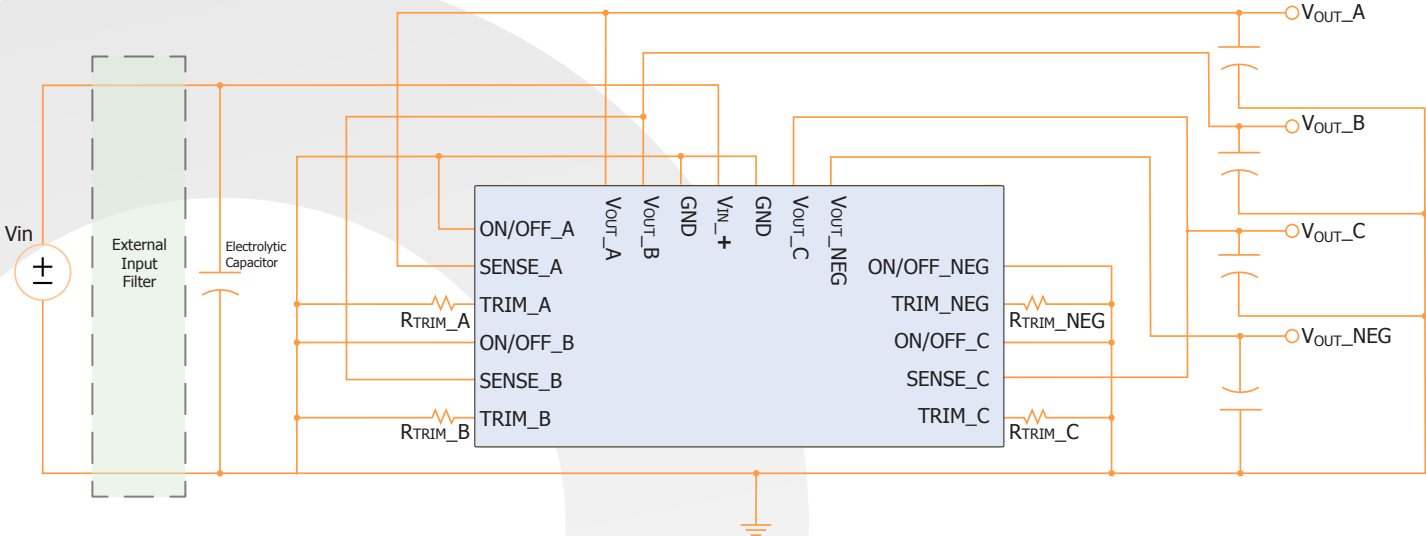 VOUT_A
VOUT_B
VOUT_C
VOUT_NEG
Vin
±
External
Input
Filter
Electrolytic
Capacitor
VOUT_A
VOUT_B
GND
VIN_+
GND
VOUT_C
VOUT_NEG
ON/OFF_A
SENSE_A
TRIM_A
ON/OFF_B
SENSE_B
TRIM_B
ON/OFF_NEG
TRIM_NEG
ON/OFF_C
SENSE_C
TRIM_C
RTRIM_A
RTRIM_B
RTRIM_NEG
RTRIM_C